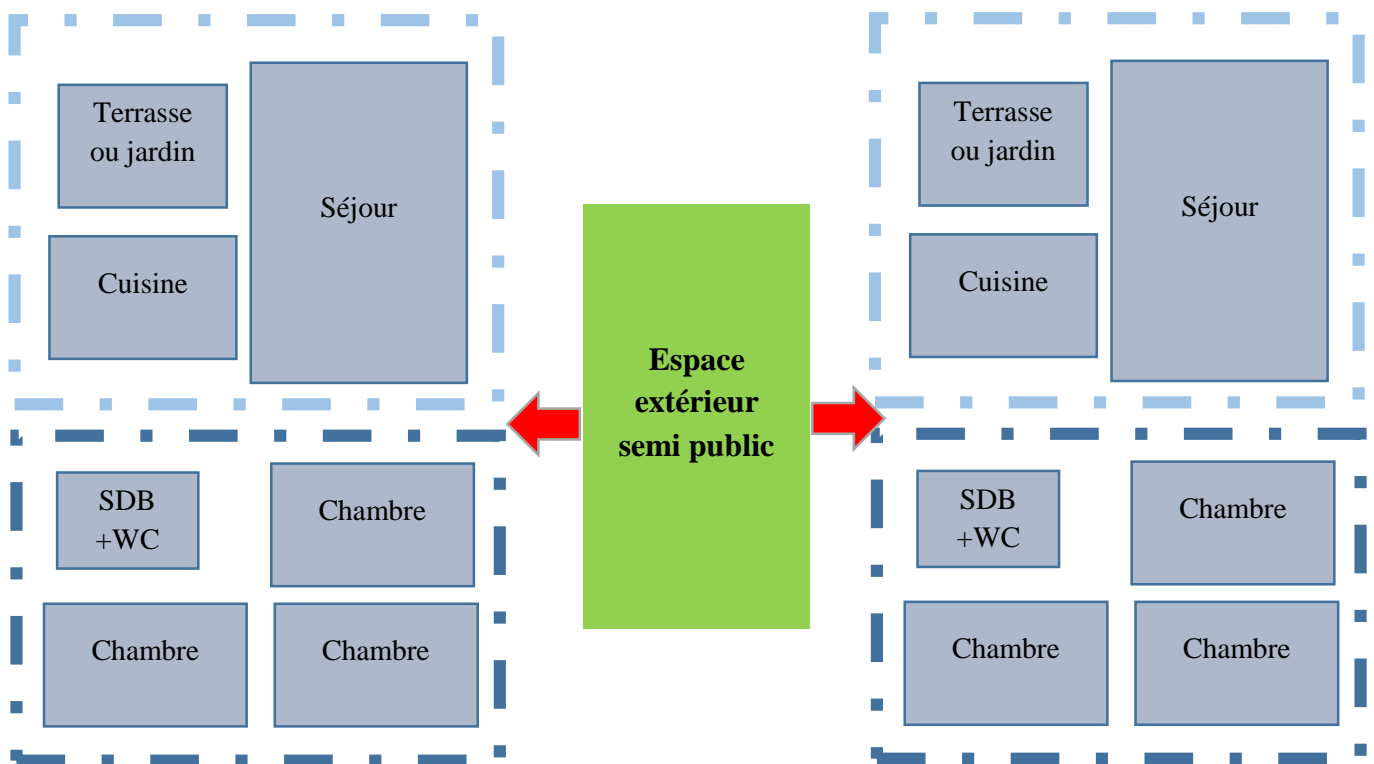 Terrasse
ou jardin
Séjour
Cuisine
SDB
+WC
Chambre
Chambre
Chambre
Espace
extérieur
semi public
Terrasse
ou jardin
Séjour
Cuisine
SDB
+WC
Chambre
Chambre
Chambre